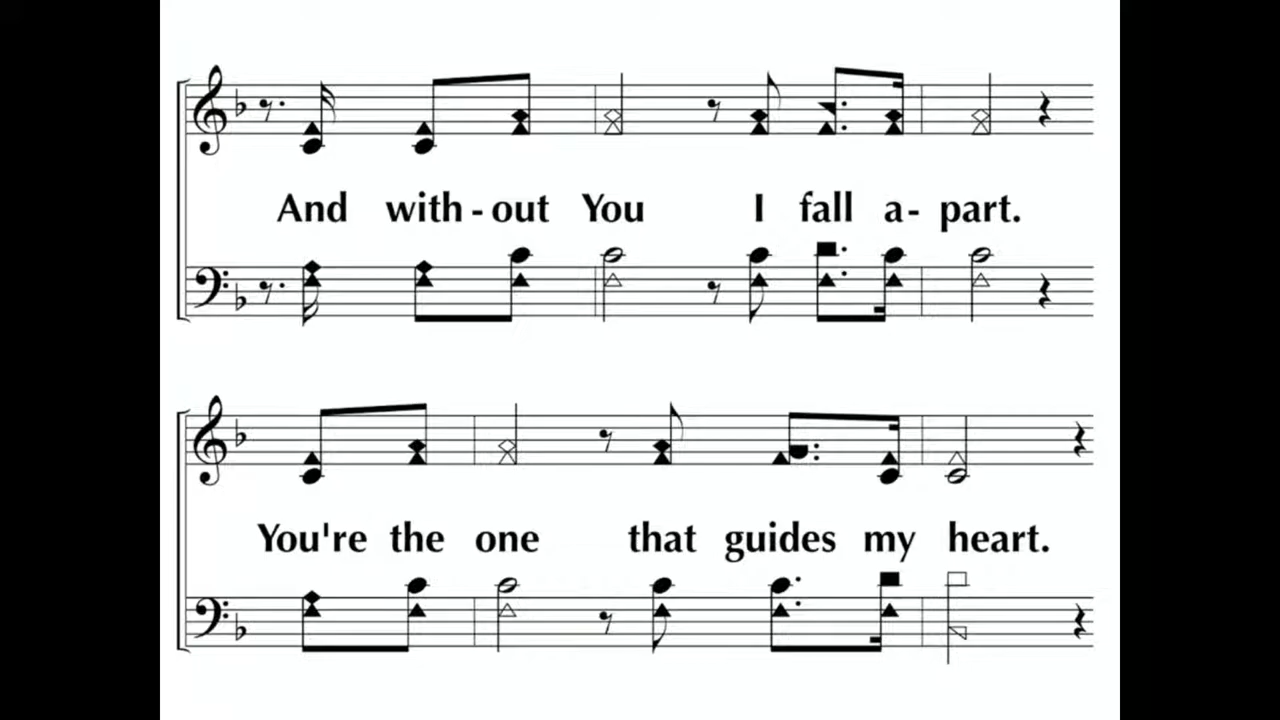 And with - out You I fall a - part.
You're the one that guides my heart.